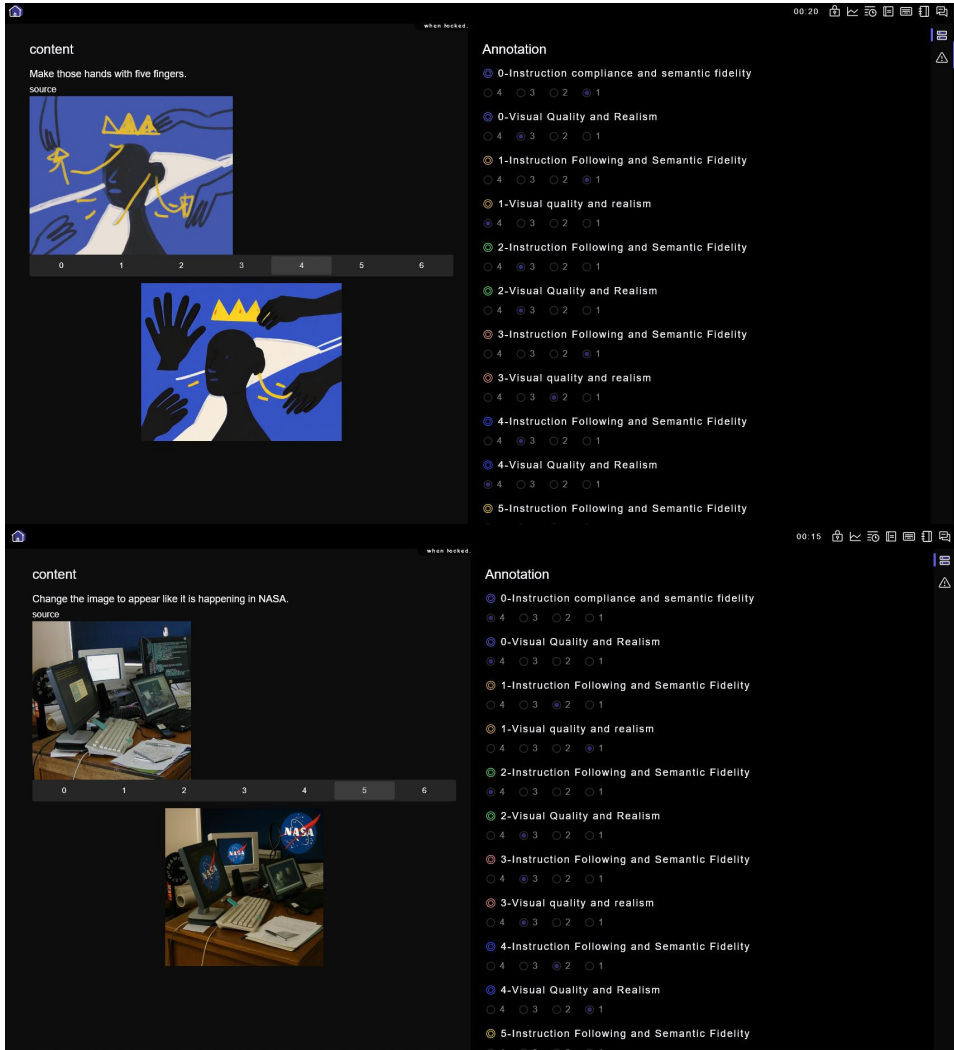 00:20
when locked.
content
Annotation
Make those hands with five fingers.
source
0-Instruction compliance and semantic fidelity
4 3 2 1
0-Visual Quality and Realism
4 3 2 1
1-Instruction Following and Semantic Fidelity
4 3 2 1
1-Visual quality and realism
4 3 2 1
2-Instruction Following and Semantic Fidelity
4 3 2 1
0 1 2 3 4 5 6
2-Visual Quality and Realism
4 3 2 1
3-Instruction Following and Semantic Fidelity
4 3 2 1
3-Visual quality and realism
4 3 2 1
4-Instruction Following and Semantic Fidelity
4 3 2 1
4-Visual Quality and Realism
4 3 2 1
5-Instruction Following and Semantic Fidelity
00:15
when locked.
content
Annotation
Change the image to appear like it is happening in NASA.
source
0-Instruction compliance and semantic fidelity
4 3 2 1
0-Visual Quality and Realism
4 3 2 1
1-Instruction Following and Semantic Fidelity
4 3 2 1
1-Visual quality and realism
4 3 2 1
2-Instruction Following and Semantic Fidelity
4 3 2 1
0 1 2 3 4 5 6
2-Visual Quality and Realism
4 3 2 1
NASA
NASA
NASA
3-Instruction Following and Semantic Fidelity
4 3 2 1
3-Visual quality and realism
4 3 2 1
4-Instruction Following and Semantic Fidelity
4 3 2 1
4-Visual Quality and Realism
4 3 2 1
5-Instruction Following and Semantic Fidelity